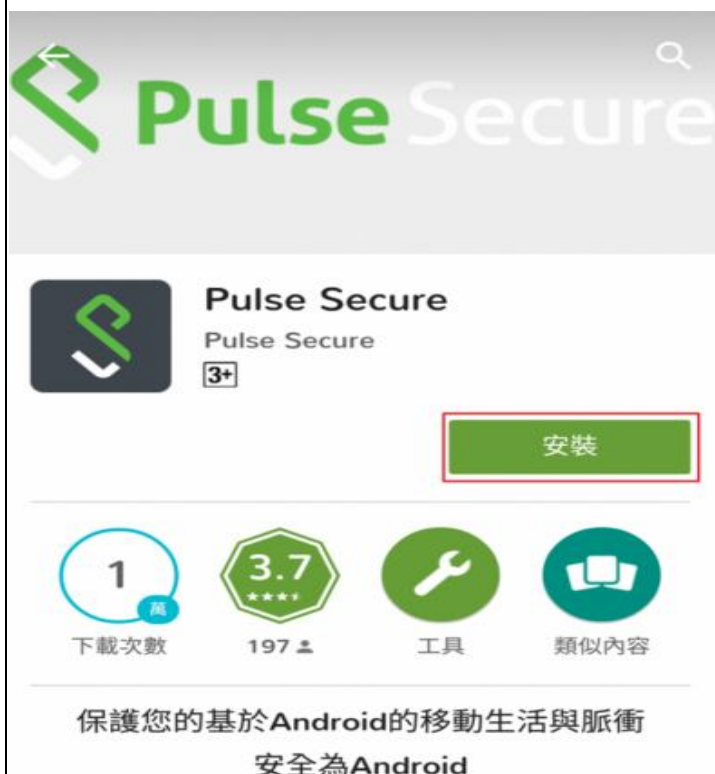 Pulse Secure
Pulse Secure
Pulse Secure
3+
安裝
1
萬
下載次數
3.7
197
工具
類似內容
保護您的基於Android的移動生活與脈衝
安全為Android